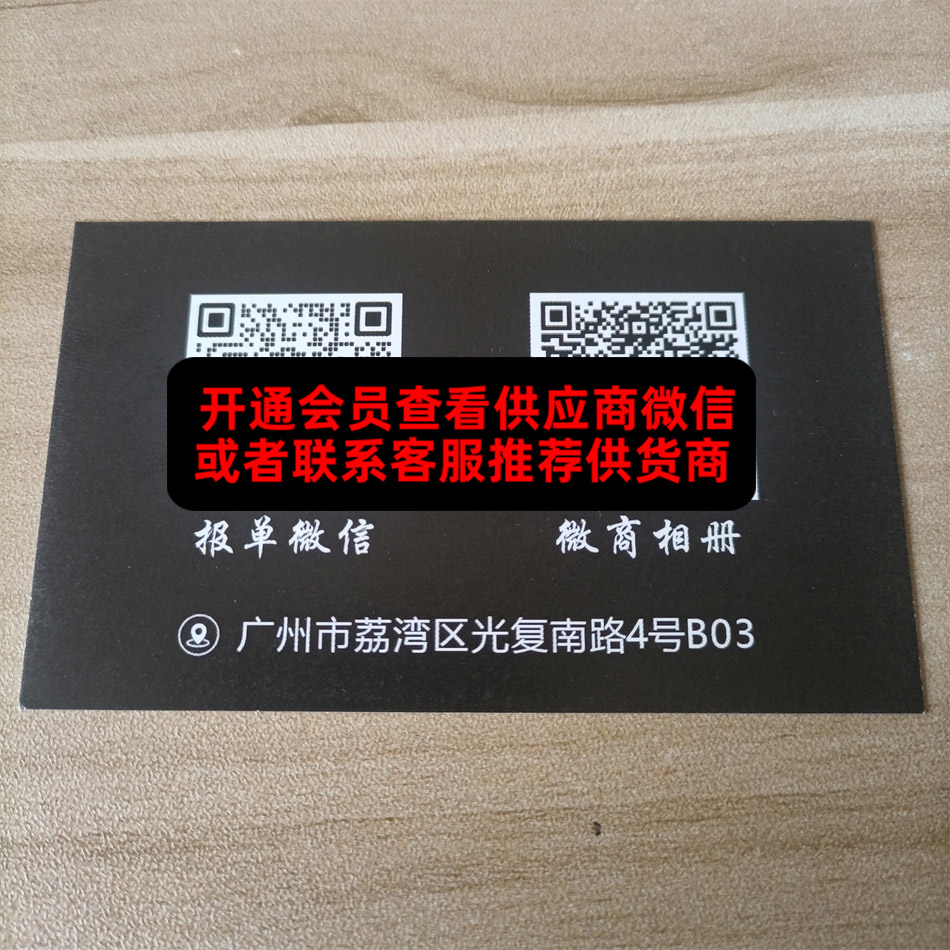 开通会员查看供应商微信
或者联系客服推荐供货商
报单微信
微商相册
广州市荔湾区光复南路4号B03